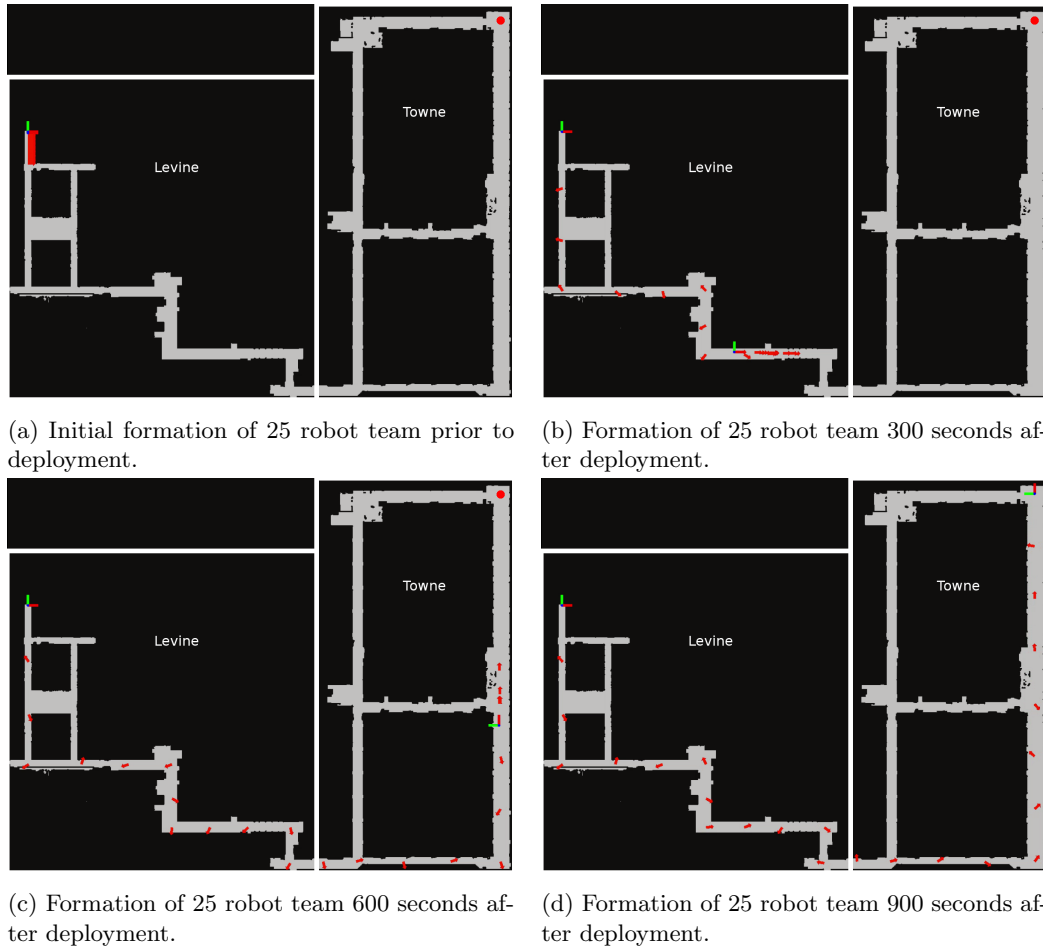 Towne
Levine
Towne
Levine
(a) Initial formation of 25 robot team prior to
deployment.
(b) Formation of 25 robot team 300 seconds af-
ter deployment.
Towne
Levine
Towne
Levine
(c) Formation of 25 robot team 600 seconds af-
ter deployment.
(d) Formation of 25 robot team 900 seconds af-
ter deployment.